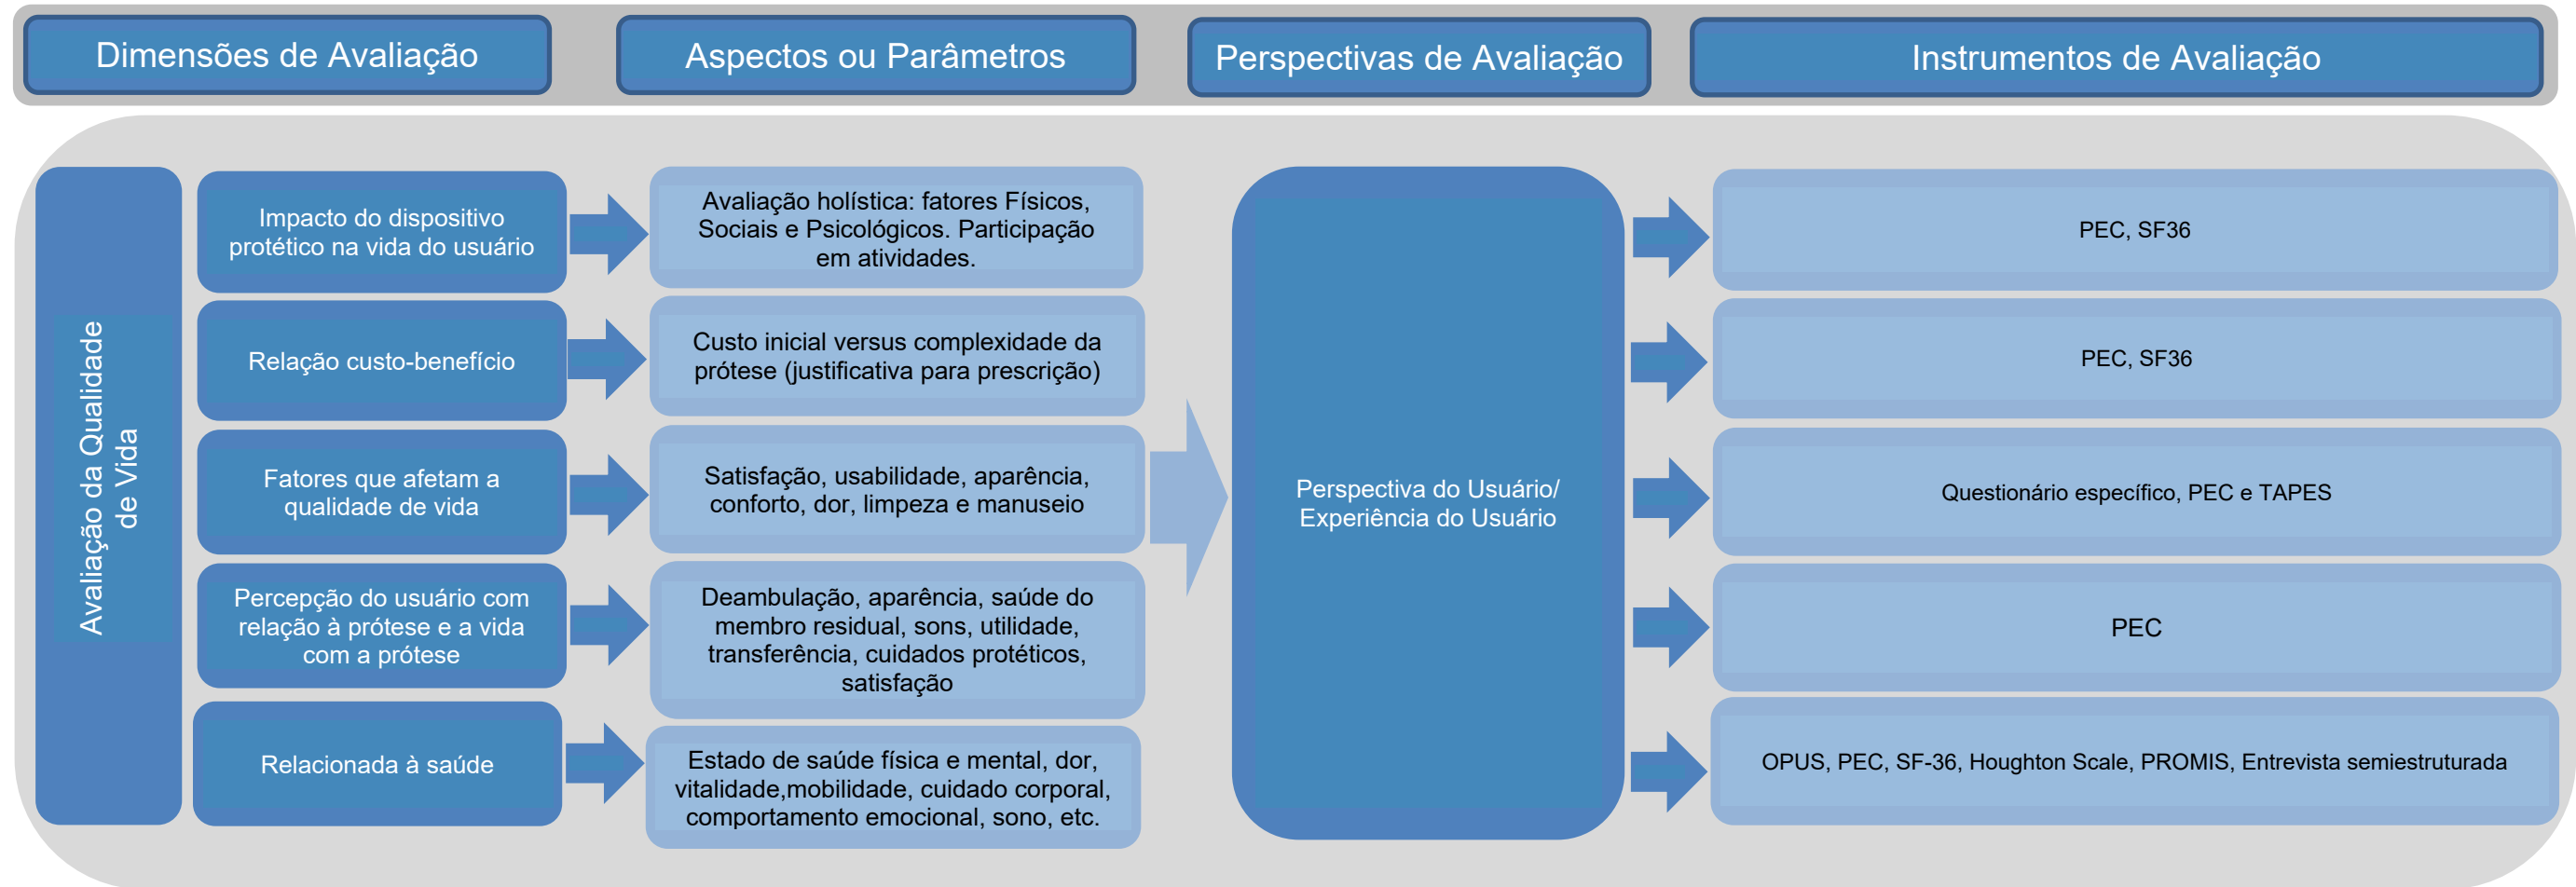 Dimensões de Avaliação
Aspectos ou Parâmetros
Perspectivas de Avaliação
Instrumentos de Avaliação
Avaliação da Qualidade
de Vida
Impacto do dispositivo
protético na vida do usuário
Avaliação holística: fatores Físicos,
Sociais e Psicológicos. Participação
em atividades.
PEC, SF36
Relação custo-benefício
Custo inicial versus complexidade da
prótese (justificativa para prescrição)
PEC, SF36
Fatores que afetam a
qualidade de vida
Satisfação, usabilidade, aparência,
conforto, dor, limpeza e manuseio
Perspectiva do Usuário/
Experiência do Usuário
Questionário específico, PEC e TAPES
Percepção do usuário com
relação à prótese e a vida
com a prótese
Deambulação, aparência, saúde do
membro residual, sons, utilidade,
transferência, cuidados protéticos,
satisfação
PEC
Relacionada à saúde
Estado de saúde física e mental, dor,
vitalidade,mobilidade, cuidado corporal,
comportamento emocional, sono, etc.
OPUS, PEC, SF-36, Houghton Scale, PROMIS, Entrevista semiestruturada